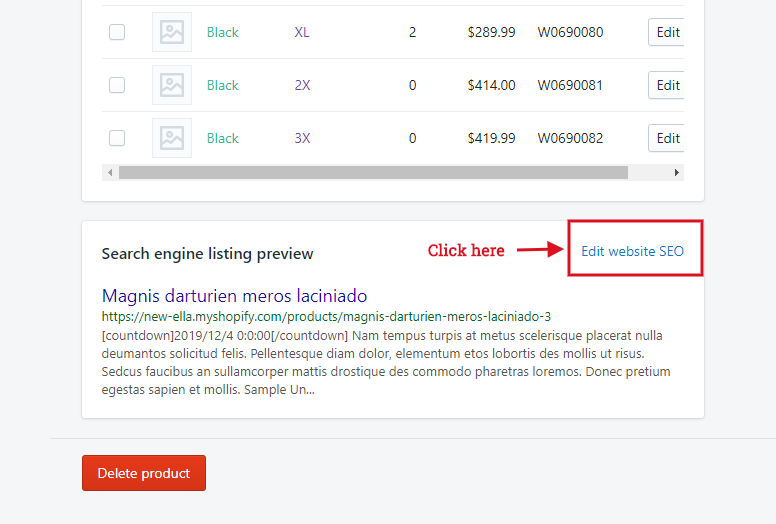 Black XL 2 $289.99 W0690080 Edit
Black 2X 0 $414.00 W0690081 Edit
Black 3X 0 $419.99 W0690082 Edit
Search engine listing preview Click here Edit website SEO
Magnis darturien meros laciniado
https://new-ella.myshopify.com/products/magnis-darturien-meros-laciniado-3
[countdown]2019/12/4 0:0:00[/countdown] Nam tempus turpis at metus scelerisque placerat nulla
deumantos solicitud felis. Pellentesque diam dolor, elementum etos lobortis des mollis ut risus.
Sedcus faucibus an sullamcorper mattis drostique des commodo pharetras loremos. Donec pretium
egestas sapien et mollis. Sample Un...
Delete product